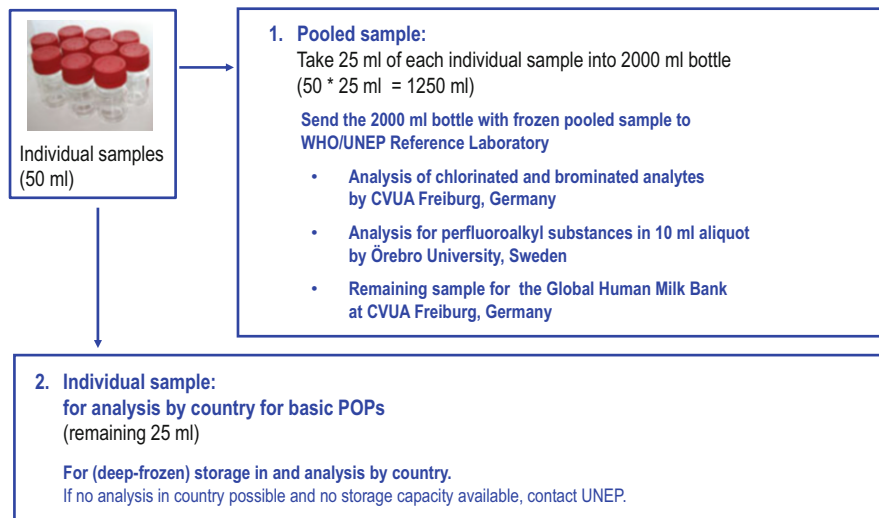 Individual samples
(50 ml)
1. Pooled sample:
Take 25 ml of each individual sample into 2000 ml bottle
(50 * 25 ml = 1250 ml)
Send the 2000 ml bottle with frozen pooled sample to
WHO/UNEP Reference Laboratory
• Analysis of chlorinated and brominated analytes
by CVUA Freiburg, Germany
• Analysis for perfluoroalkyl substances in 10 ml aliquot
by Örebro University, Sweden
• Remaining sample for the Global Human Milk Bank
at CVUA Freiburg, Germany
2. Individual sample:
for analysis by country for basic POPs
(remaining 25 ml)
For (deep-frozen) storage in and analysis by country.
If no analysis in country possible and no storage capacity available, contact UNEP.